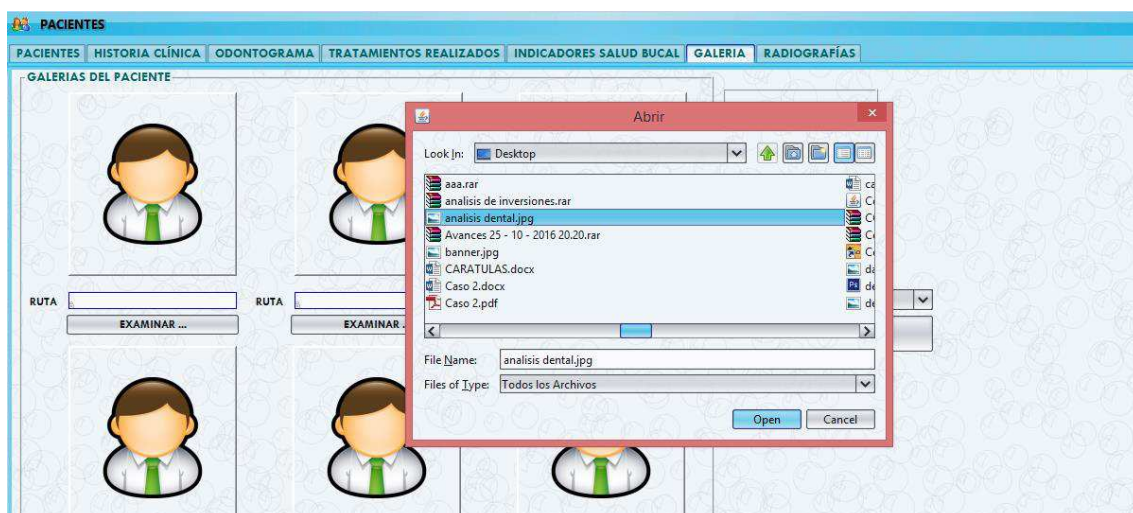 PACIENTES
PACIENTES HISTORIA CLÍNICA ODONTOGRAMA TRATAMIENTOS REALIZADOS INDICADORES SALUD BUCAL GALERIA RADIOGRAFÍAS
GALERIAS DEL PACIENTE
Abrir
Look In: Desktop
aaa.rar
analisis de inversiones.rar
analisis dental.jpg
Avances 25 - 10 - 2016 20.20.rar
banner.jpg
CARATULAS.docx
Caso 2.docx
Caso 2.pdf
RUTA RUTA
EXAMINAR ... EXAMINAR .
File Name: analisis dental.jpg
Files of Type: Todos los Archivos
Open Cancel